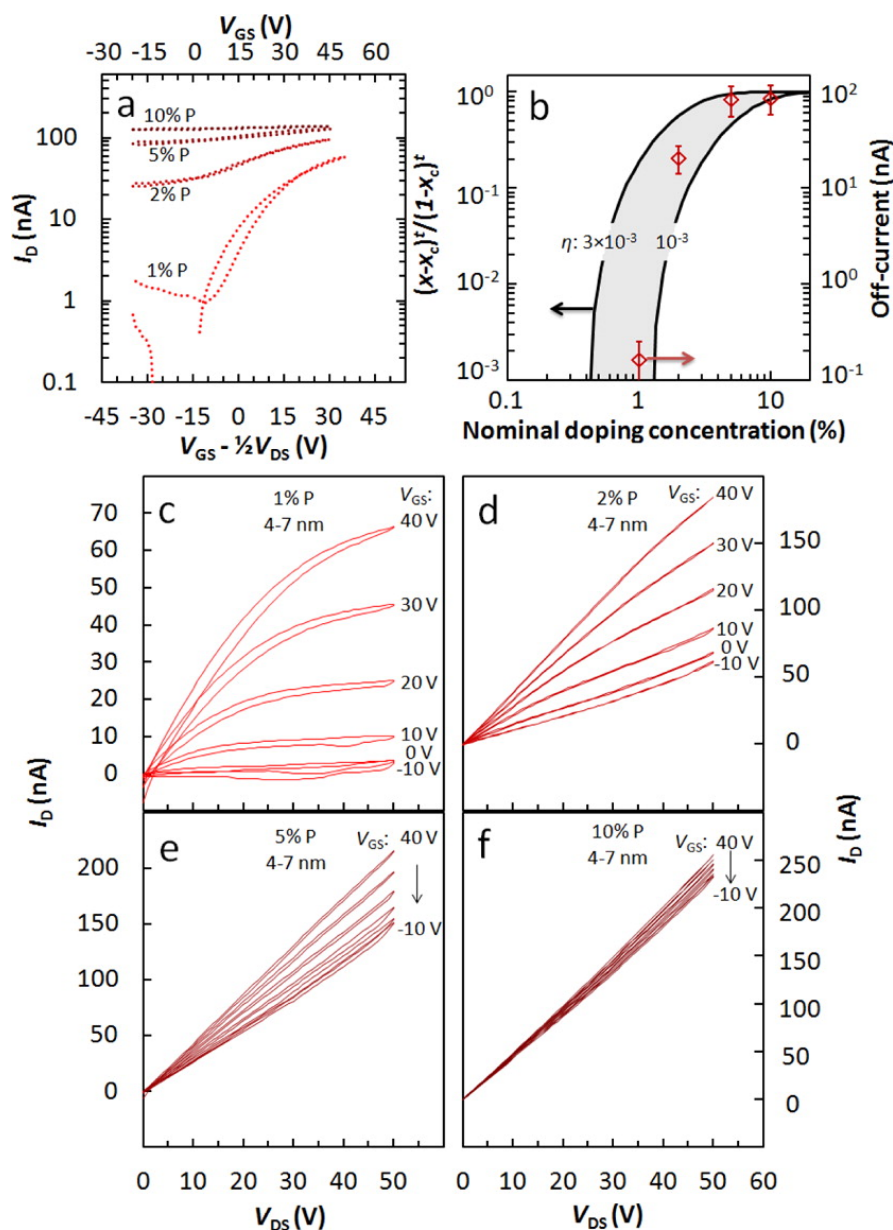 V_GS (V)
-30 -15 0 15 30 45 60
a
10% P
5% P
2% P
1% P
100
10
1
0.1
I_D (nA)
-45 -30 -15 0 15 30 45
V_GS - ½V_DS (V)
b
10^0
10^-1
10^-2
10^-3
(x-x_c)^t/(1-x_c)^t
η: 3×10^-3 10^-3
10^2
10^1
10^0
10^-1
Off-current (nA)
0.1 1 10
Nominal doping concentration (%)
c
1% P
4-7 nm
V_GS:
40 V
30 V
20 V
10 V
0 V
-10 V
70
60
50
40
30
20
10
0
d
2% P
4-7 nm
V_GS:
40 V
30 V
20 V
10 V
0 V
-10 V
150
100
50
0
I_D (nA)
I_D (nA)
e
5% P
4-7 nm
V_GS: 40 V
-10 V
200
150
100
50
0
0 10 20 30 40 50
V_DS (V)
f
10% P
4-7 nm
V_GS: 40 V
-10 V
250
200
150
100
50
0
0 10 20 30 40 50 60
V_DS (V)